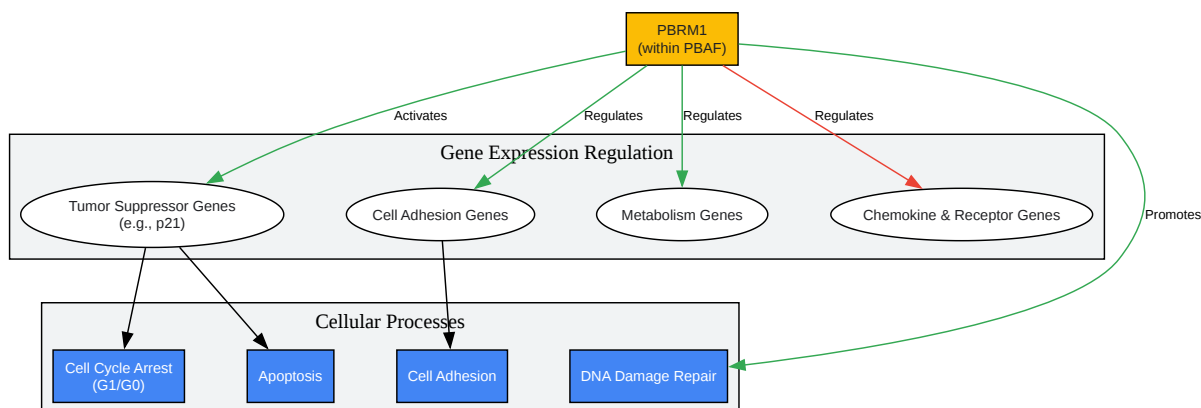 PBRM1
(within PBAF)
Activates
Regulates
Regulates
Regulates
Gene Expression Regulation
Tumor Suppressor Genes
(e.g., p21)
Cell Adhesion Genes
Metabolism Genes
Chemokine & Receptor Genes
Promotes
Cellular Processes
Cell Cycle Arrest
(G1/G0)
Apoptosis
Cell Adhesion
DNA Damage Repair